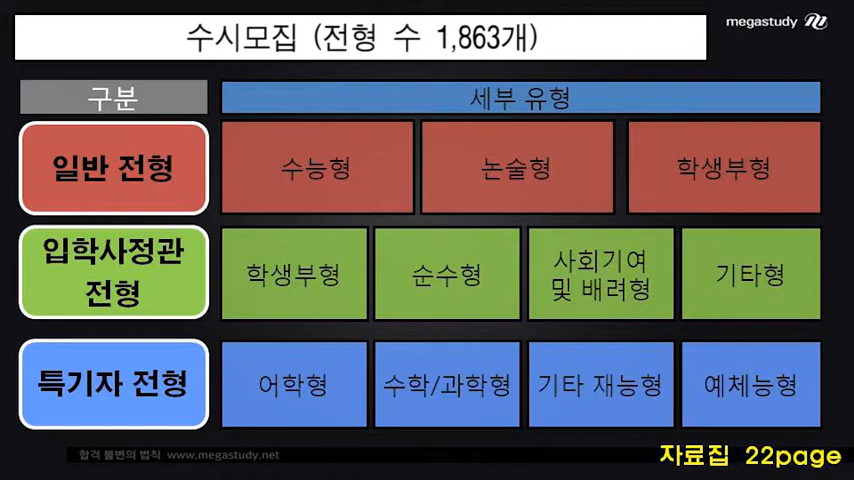 수시모집 (전형 수 1,863개)
megastudy
구분
세부 유형
일반 전형
수능형
논술형
학생부형
입학사정관
전형
학생부형
순수형
사회기여
및 배려형
기타형
특기자 전형
어학형
수학/과학형
기타 재능형
예체능형
합격 불변의 법칙 www.megastudy.net
자료집 22page